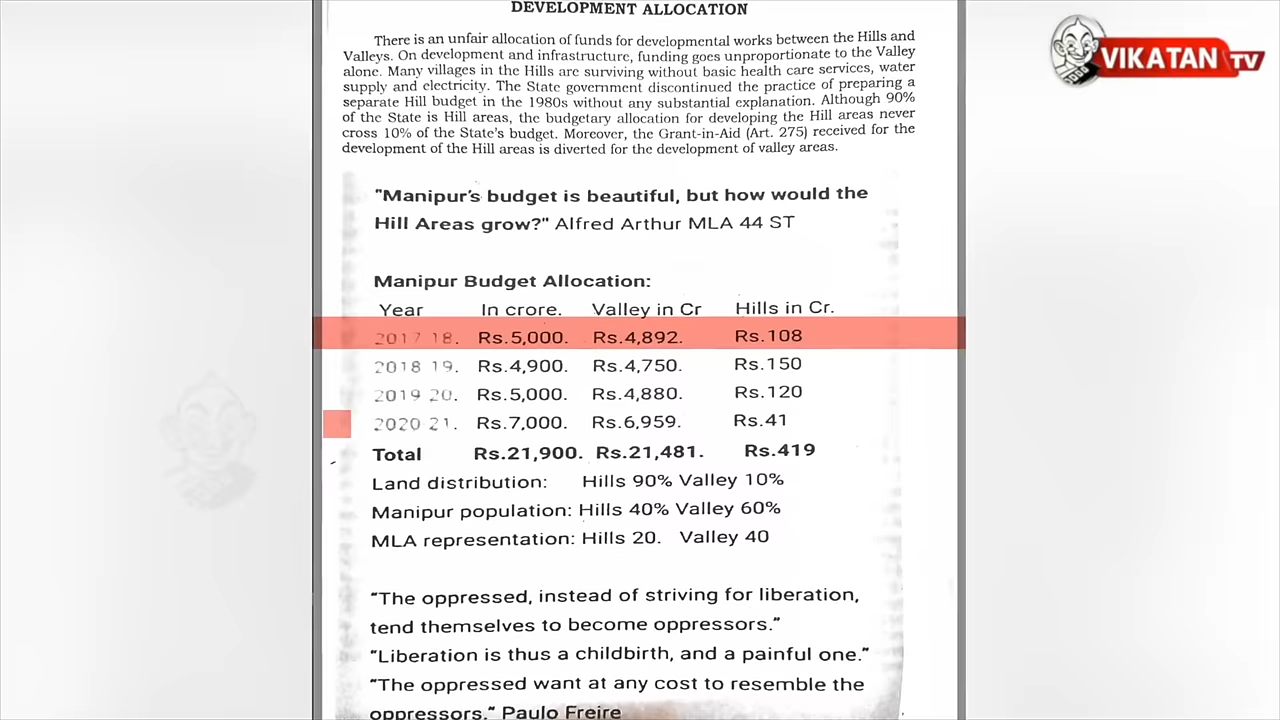 DEVELOPMENT ALLOCATION
VIKATAN TV
There is an unfair allocation of funds for developmental works between the Hills and
Valleys. On development and infrastructure, funding goes unproportionate to the Valley
alone. Many villages in the Hills are surviving without basic health care services, water
supply and electricity. The State government discontinued the practice of preparing a
separate Hill budget in the 1980s without any substantial explanation. Although 90%
of the State is Hill areas, the budgetary allocation for developing the Hill areas never
cross 10% of the State's budget. Moreover, the Grant-in-Aid (Art. 275) received for the
development of the Hill areas is diverted for the development of valley areas.
"Manipur's budget is beautiful, but how would the
Hill Areas grow?" Alfred Arthur MLA 44 ST
Manipur Budget Allocation:
Year In crore. Valley in Cr Hills in Cr.
2017 18. Rs.5,000. Rs.4,892. Rs.108
2018 19. Rs.4,900. Rs.4,750. Rs.150
2019 20. Rs.5,000. Rs.4,880. Rs.120
2020 21. Rs.7,000. Rs.6,959. Rs.41
Total Rs.21,900. Rs.21,481. Rs.419
Land distribution: Hills 90% Valley 10%
Manipur population: Hills 40% Valley 60%
MLA representation: Hills 20. Valley 40
"The oppressed, instead of striving for liberation,
tend themselves to become oppressors."
"Liberation is thus a childbirth, and a painful one."
"The oppressed want at any cost to resemble the
oppressors." Paulo Freire